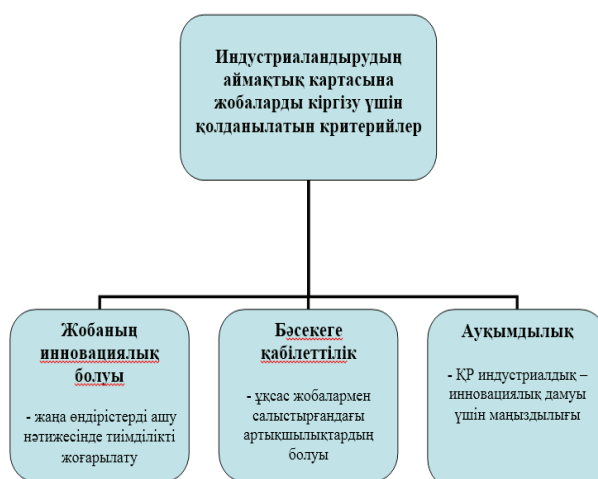 Индустриаландырудың
аймақтық картасына
жобаларды кіргізу үшін
қолданылатын критерийлер
Жобаның
инновациялық
болуы
- жаңа өндірістерді ашу
нәтижесінде тиімділікті
жоғарылату
Бәсекеге
қабілеттілік
- ұқсас жобалармен
салыстырғандағы
артықшылықтардың
болуы
Ауқымдылық
- ҚР индустриалдық –
инновациялық дамуы
үшін маңыздылығы